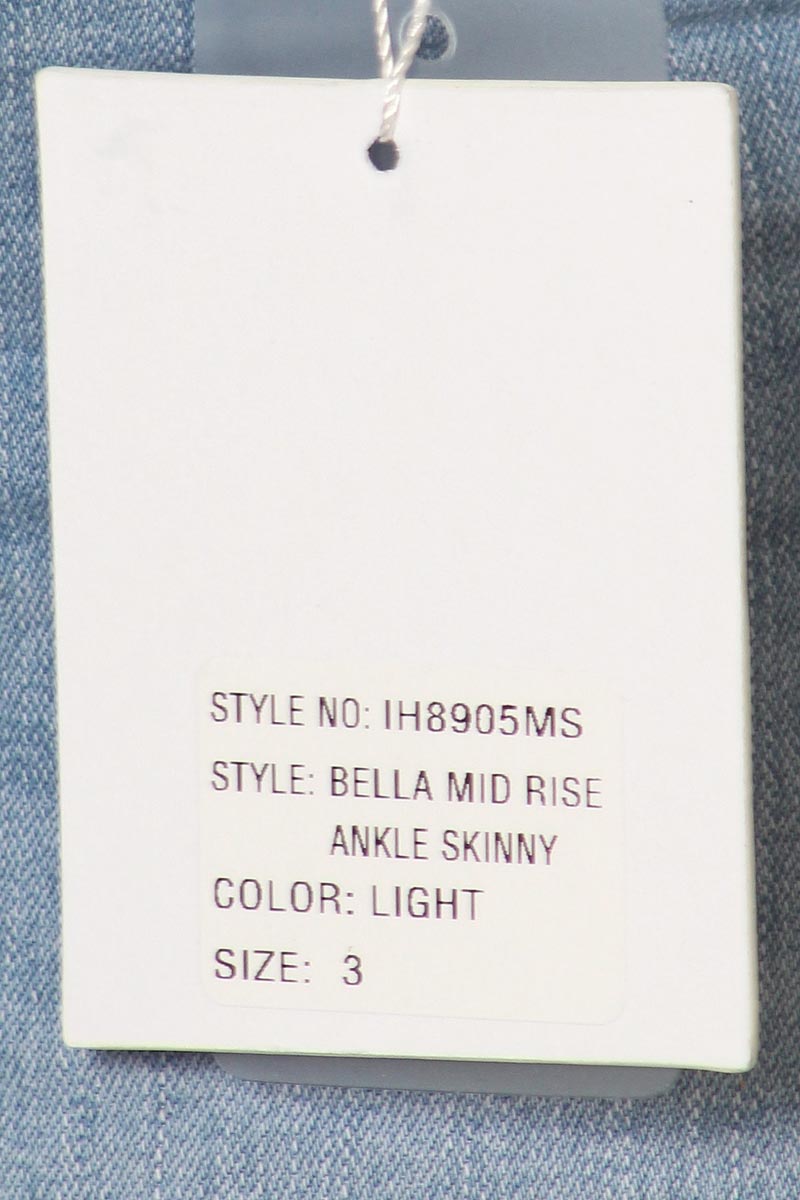 STYLE NO: IH8905MS
STYLE: BELLA MID RISE
ANKLE SKINNY
COLOR: LIGHT
SIZE: 3